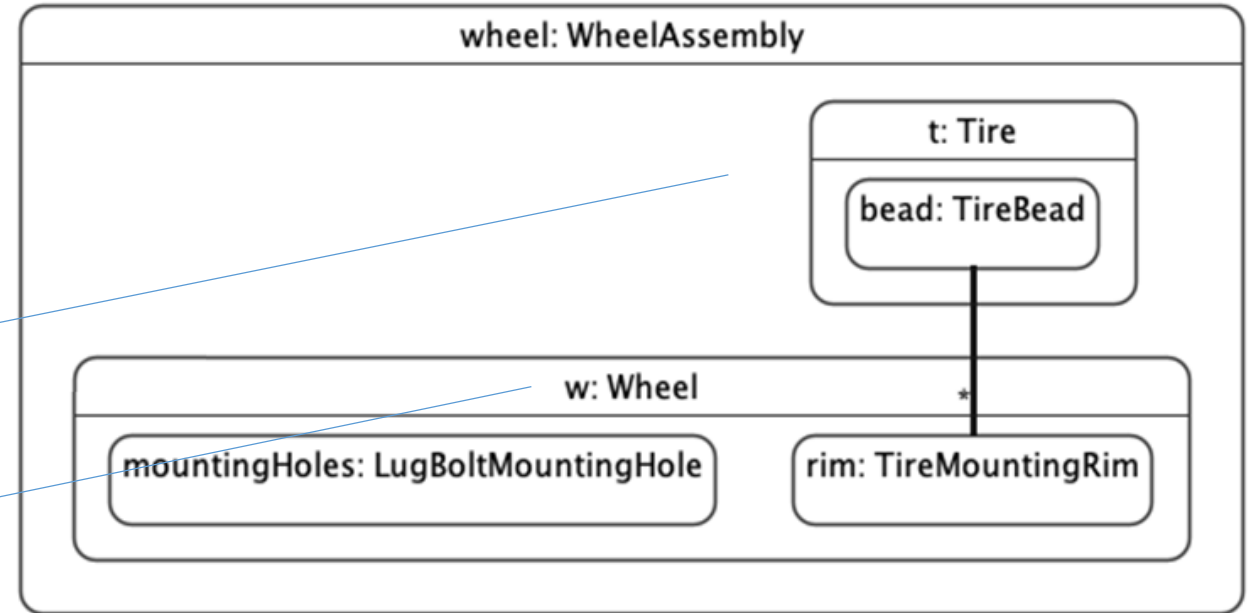 wheel: WheelAssembly
t: Tire
bead: TireBead
w: Wheel
*
mountingHoles: LugBoltMountingHole
rim: TireMountingRim